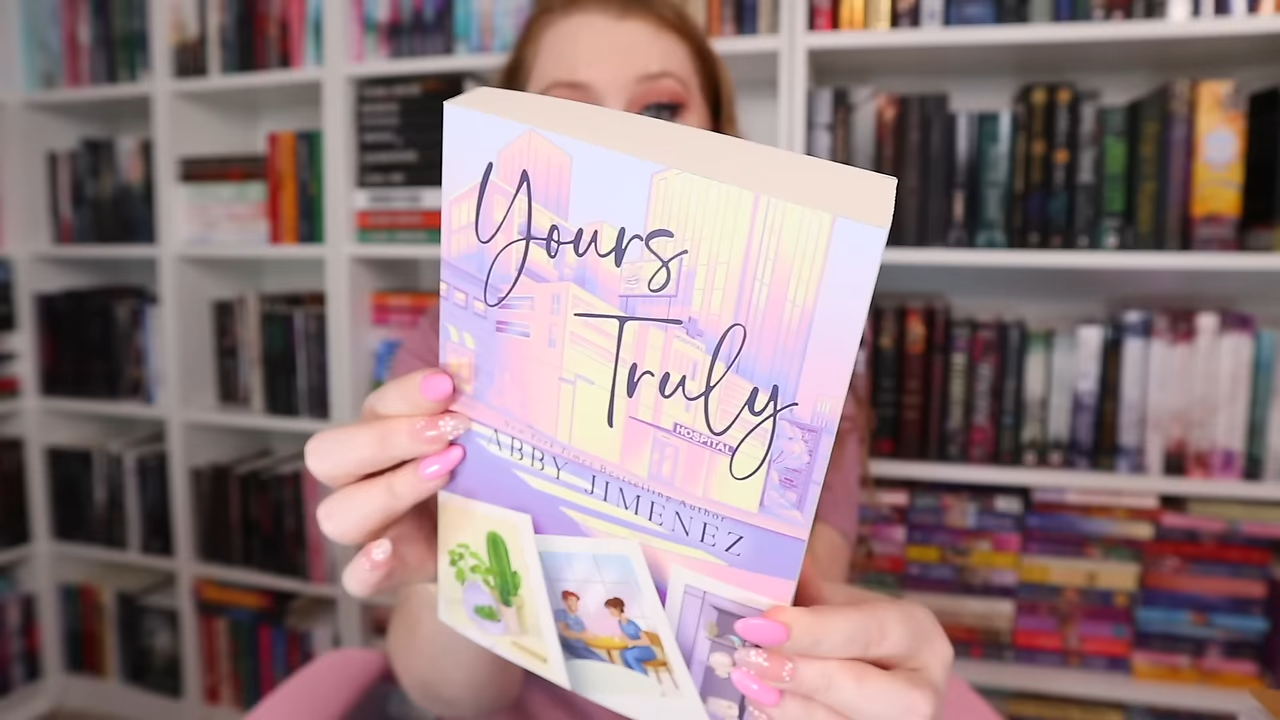 Yours
Truly
HOSPITAL
New York Times Bestselling Author
ABBY JIMENEZ